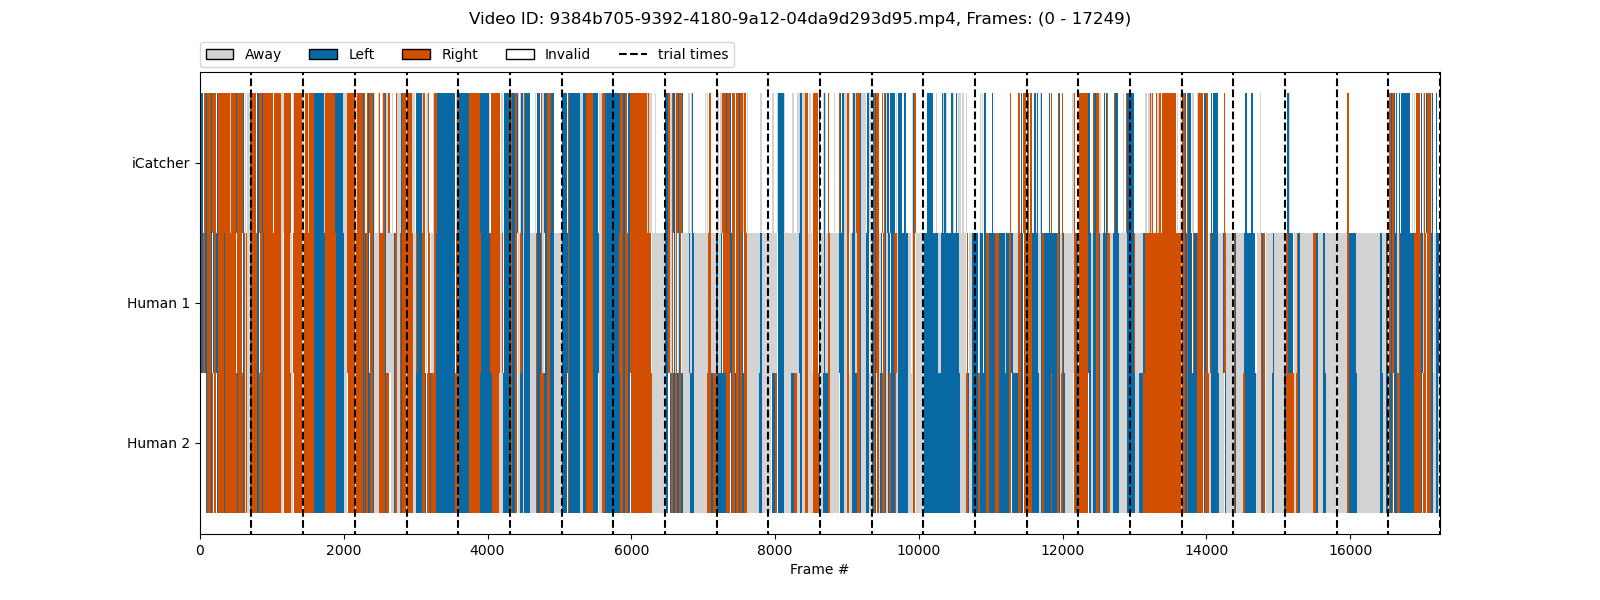 Video ID: 9384b705-9392-4180-9a12-04da9d293d95.mp4, Frames: (0 - 17249)
Away Left Right Invalid trial times
iCatcher
Human 1
Human 2
0 2000 4000 6000 8000 10000 12000 14000 16000
Frame #